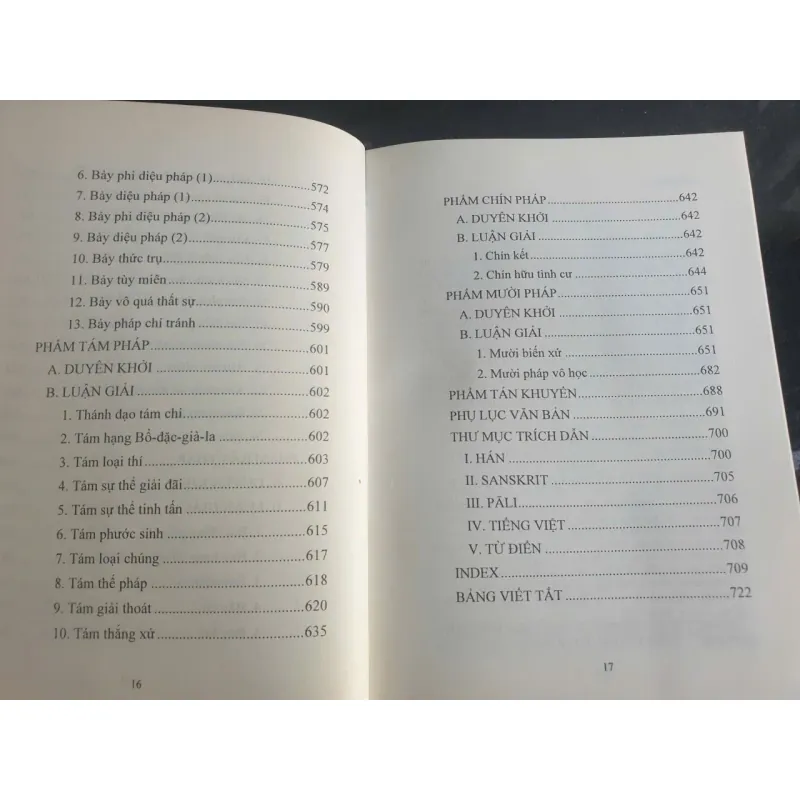 6. Bảy phi diệu pháp (1)..............................572
7. Bảy diệu pháp (1)..............................574
8. Bảy phi diệu pháp (2)..............................575
9. Bảy diệu pháp (2)..............................577
10. Bảy thức trụ..............................579
11. Bảy tùy miên..............................589
12. Bảy vô quá thất sự..............................590
13. Bảy pháp chỉ tránh..............................599
PHẨM TÁM PHÁP..............................601
A. DUYÊN KHỞI..............................601
B. LUẬN GIẢI..............................602
1. Thánh đạo tám chi..............................602
2. Tám hạng Bồ-đặc-già-la..............................602
3. Tám loại thí..............................603
4. Tám sự thể giải đãi..............................607
5. Tám sự thể tinh tấn..............................611
6. Tám phước sinh..............................615
7. Tám loại chúng..............................617
8. Tám thế pháp..............................618
9. Tám giải thoát..............................620
10. Tám thắng xứ..............................635
16
PHẨM CHÍN PHÁP..............................642
A. DUYÊN KHỞI..............................642
B. LUẬN GIẢI..............................642
1. Chín kết..............................642
2. Chín hữu tình cư..............................644
PHẨM MƯỜI PHÁP..............................651
A. DUYÊN KHỞI..............................651
B. LUẬN GIẢI..............................651
1. Mười biến xứ..............................651
2. Mười pháp vô học..............................682
PHẨM TÁN KHUYẾN..............................688
PHỤ LỤC VĂN BẢN..............................691
THƯ MỤC TRÍCH DẪN..............................700
I. HÁN..............................700
II. SANSKRIT..............................705
III. PĀLI..............................706
IV. TIẾNG VIỆT..............................707
V. TỪ ĐIỂN..............................708
INDEX..............................709
BẢNG VIẾT TẮT..............................722
17